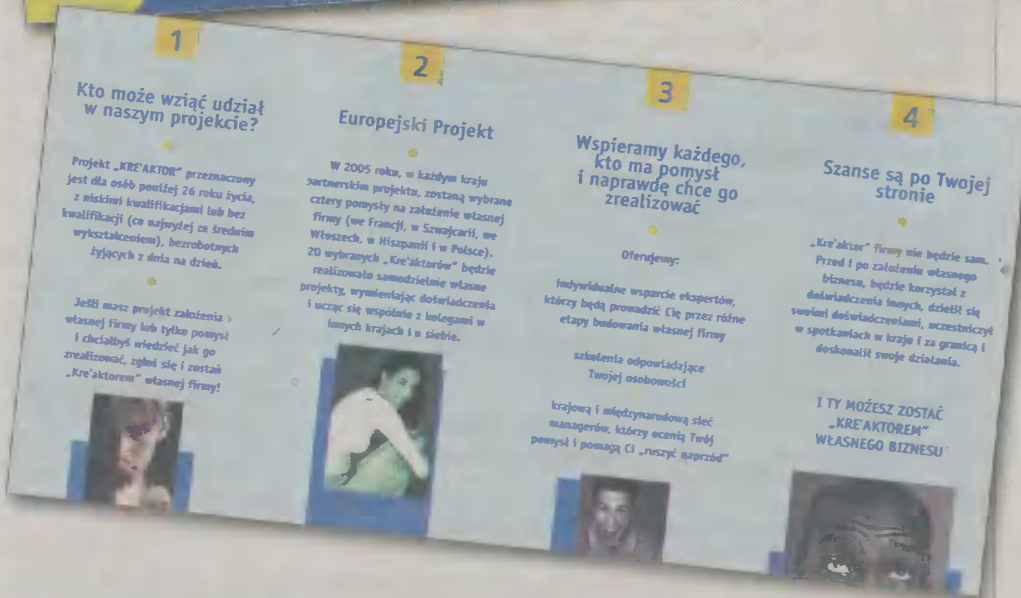 1
Kto może wziąć udział
w naszym projekcie?
Projekt „KRE'AKTOR” przeznaczony
jest dla osób poniżej 26 roku życia,
z niskimi kwalifikacjami lub bez
kwalifikacji (co najwyżej ze średnim
wykształceniem), bezrobotnych
żyjących z dnia na dzień.
Jeśli masz projekt założenia
własnej firmy lub tylko pomysł
i chciałbyś wiedzieć jak go
zrealizować, zgłoś się i zostań
„Kre'aktorem” własnej firmy!
2
Europejski Projekt
W 2005 roku, w każdym kraju
partnerskim projektu, zostaną wybrane
cztery pomysły na założenie własnej
firmy (we Francji, w Szwajcarii, we
Włoszech, w Hiszpanii i w Polsce).
20 wybranych „Kre'aktorów” będzie
realizowało samodzielnie własne
projekty, wymieniając doświadczenia
i ucząc się wspólnie z kolegami w
innych krajach i u siebie.
3
Wspieramy każdego,
kto ma pomysł
i naprawdę chce go
zrealizować
Oferujemy:
indywidualne wsparcie ekspertów,
którzy będą prowadzić Cię przez różne
etapy budowania własnej firmy
szkolenia odpowiadające
Twojej osobowości
krajową i międzynarodową sieć
managerów, którzy ocenią Twój
pomysł i pomagą Ci „ruszyć naprzód”
4
Szanse są po Twojej
stronie
„Kre'aktor” firmy nie będzie sam.
Przed i po założeniu własnego
biznesu, będzie korzystał z
doświadczenia innych, dzielił się
swoimi doświadczeniami, uczestniczył
w spotkaniach w kraju i za granicą i
doskonalił swoje działania.
I TY MOŻESZ ZOSTAĆ
„KRE'AKTOREM”
WŁASNEGO BIZNESU